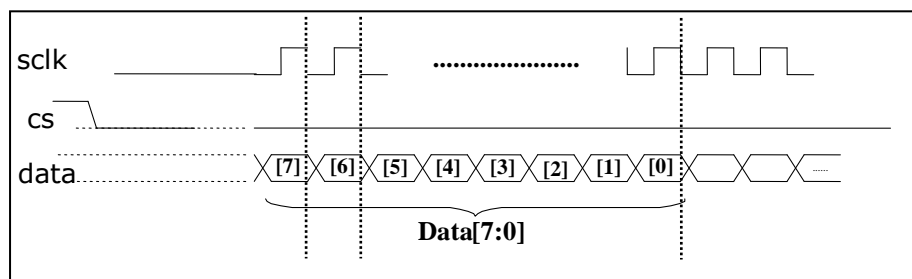 sclk
cs
data
[7] [6] [5] [4] [3] [2] [1] [0] ......
Data[7:0]